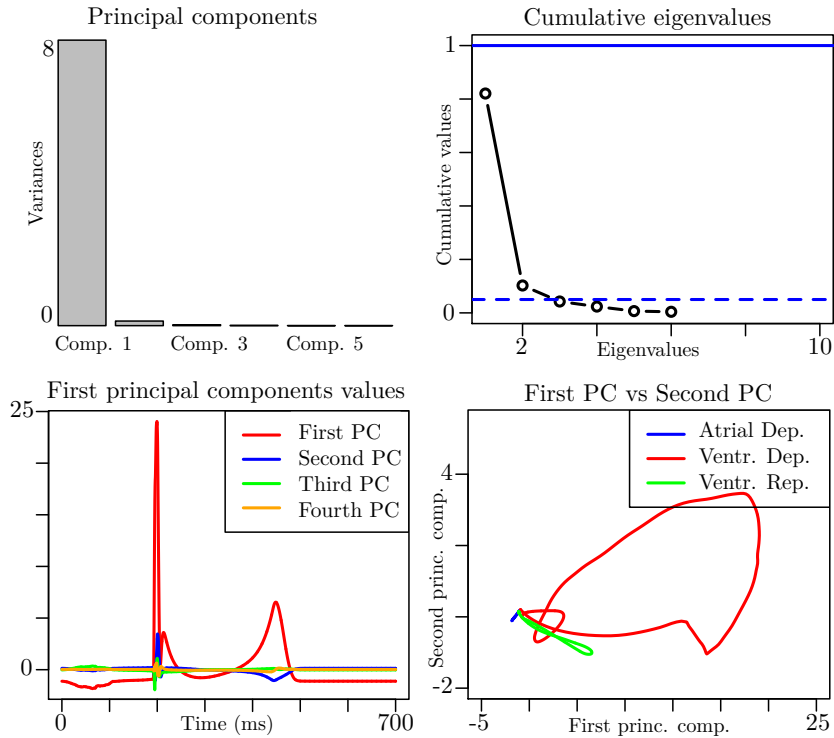 Principal components
8
Variances
0
Comp. 1
Comp. 3
Comp. 5
Cumulative eigenvalues
1
Cumulative values
0
2
10
Eigenvalues
First principal components values
25
0
First PC
Second PC
Third PC
Fourth PC
0
Time (ms)
700
First PC vs Second PC
4
Second princ. comp.
-2
Atrial Dep.
Ventr. Dep.
Ventr. Rep.
-5
First princ. comp.
25